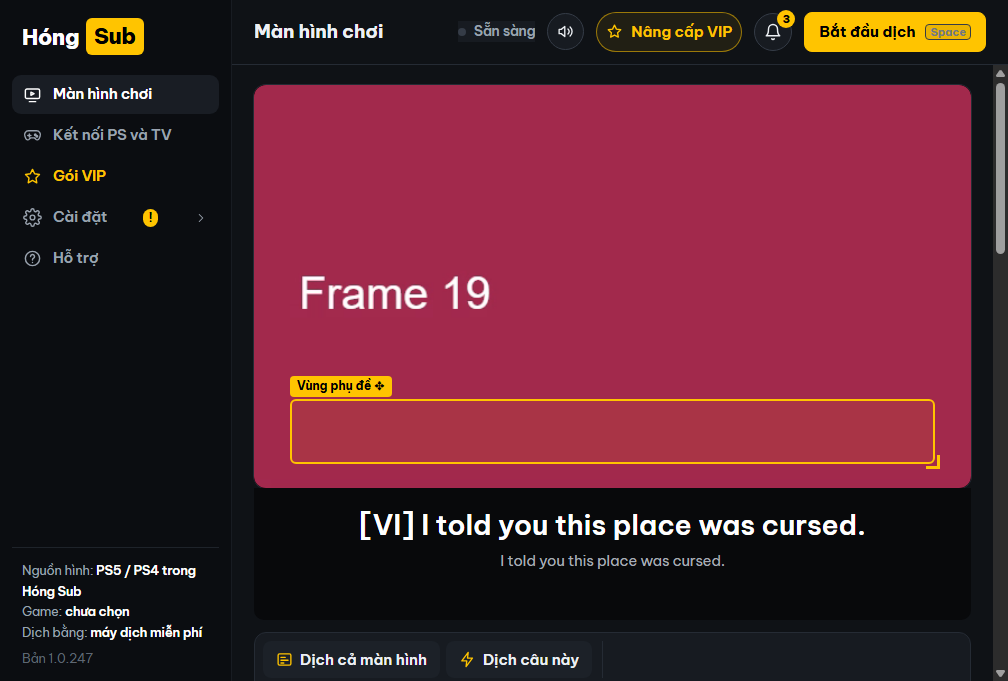 Hóng Sub
Màn hình chơi
Kết nối PS và TV
Gói VIP
Cài đặt !
Hỗ trợ
Nguồn hình: PS5 / PS4 trong
Hóng Sub
Game: chưa chọn
Dịch bằng: máy dịch miễn phí
Bản 1.0.247
Màn hình chơi
Sẵn sàng
Nâng cấp VIP
3
Bắt đầu dịch Space
Frame 19
Vùng phụ đề
[VI] I told you this place was cursed.
I told you this place was cursed.
Dịch cả màn hình
Dịch câu này